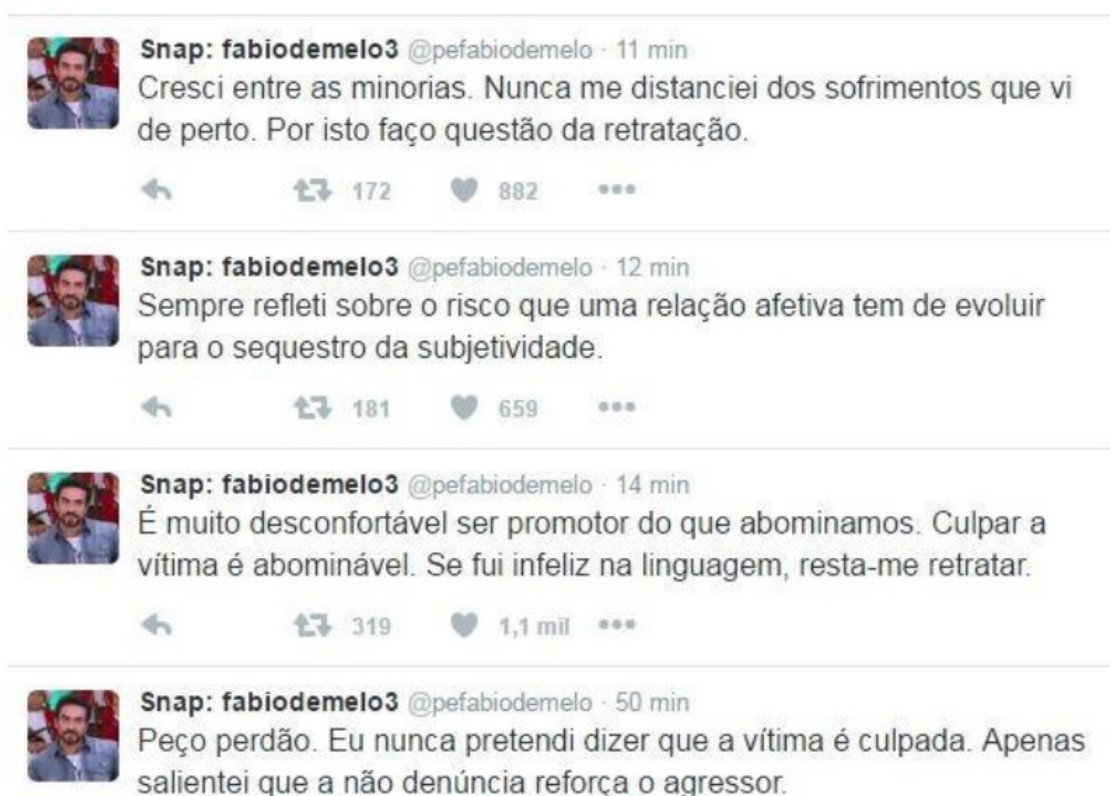 Snap: fabiodemelo3 @pefabiodemelo · 11 min
Cresci entre as minorias. Nunca me distanciei dos sofrimentos que vi
de perto. Por isto faço questão da retratação.
172 882
Snap: fabiodemelo3 @pefabiodemelo · 12 min
Sempre refleti sobre o risco que uma relação afetiva tem de evoluir
para o sequestro da subjetividade.
181 659
Snap: fabiodemelo3 @pefabiodemelo · 14 min
É muito desconfortável ser promotor do que abominamos. Culpar a
vítima é abominável. Se fui infeliz na linguagem, resta-me retratar.
319 1,1 mil
Snap: fabiodemelo3 @pefabiodemelo · 50 min
Peço perdão. Eu nunca pretendi dizer que a vítima é culpada. Apenas
salientei que a não denúncia reforça o agressor.